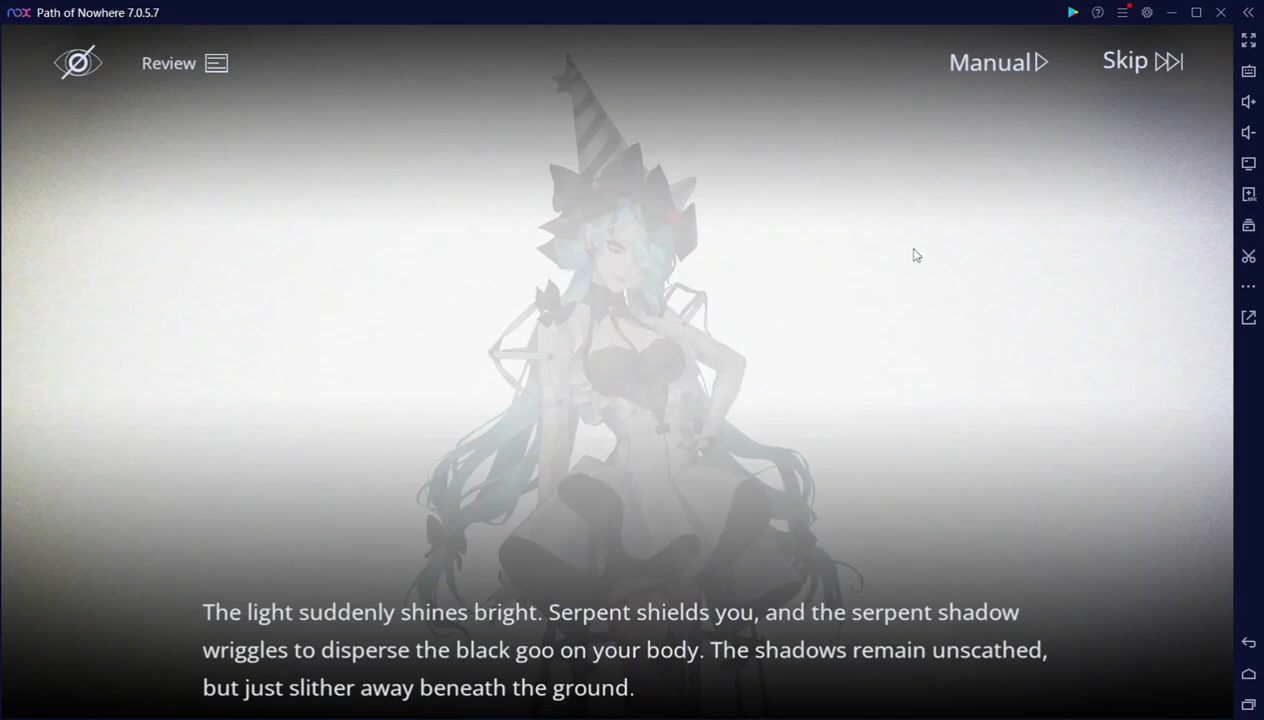 nox Path of Nowhere 7.0.5.7
Review
Manual
Skip
The light suddenly shines bright. Serpent shields you, and the serpent shadow
wriggles to disperse the black goo on your body. The shadows remain unscathed,
but just slither away beneath the ground.